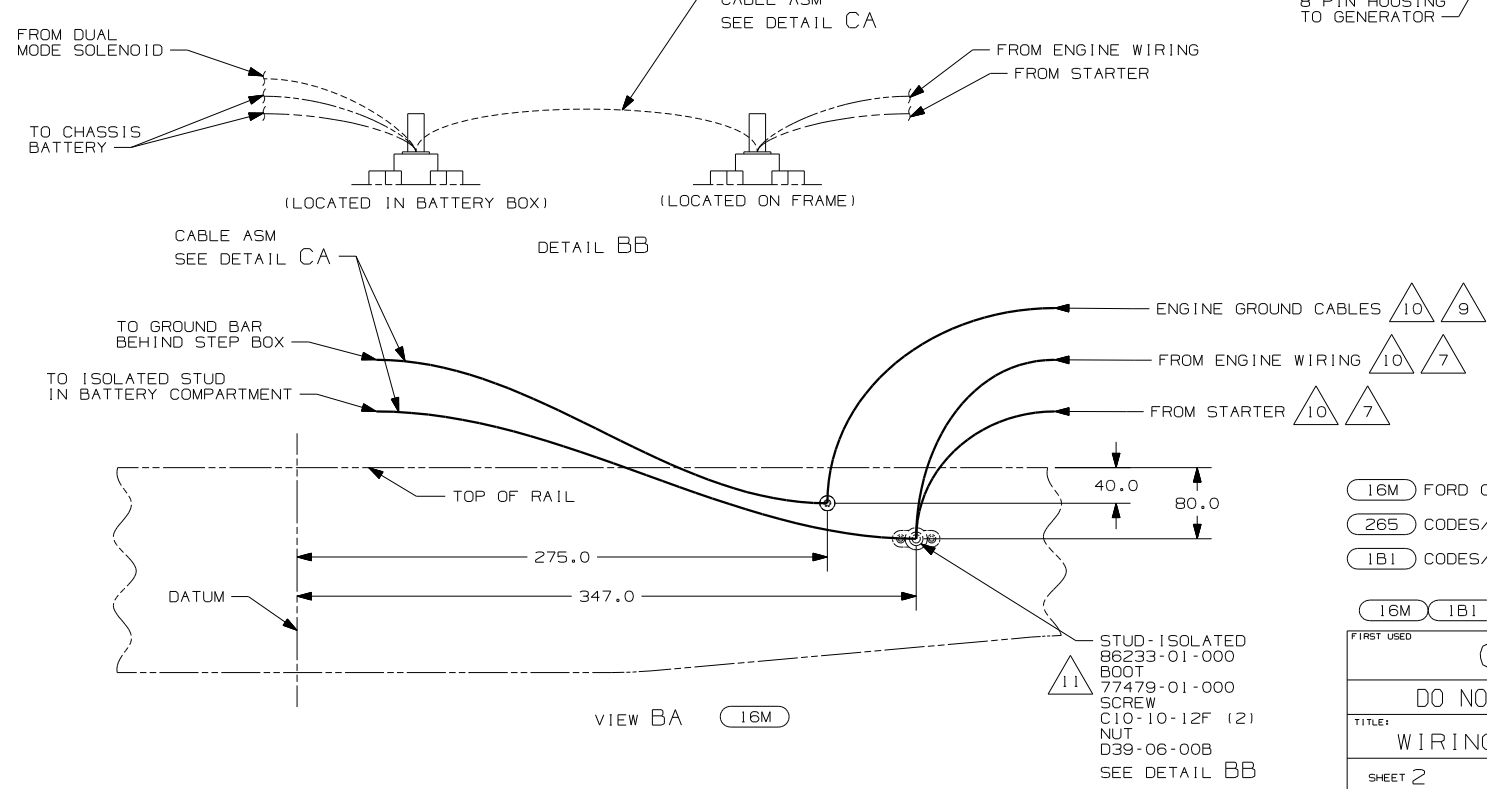 SEE DETAIL CA
8 PIN HOUSING
TO GENERATOR
FROM DUAL
MODE SOLENOID
FROM ENGINE WIRING
FROM STARTER
TO CHASSIS
BATTERY
(LOCATED IN BATTERY BOX)
(LOCATED ON FRAME)
DETAIL BB
CABLE ASM
SEE DETAIL CA
TO GROUND BAR
BEHIND STEP BOX
TO ISOLATED STUD
IN BATTERY COMPARTMENT
ENGINE GROUND CABLES 10 9
FROM ENGINE WIRING 10 7
FROM STARTER 10 7
TOP OF RAIL
40.0
80.0
275.0
347.0
DATUM
STUD-ISOLATED
86233-01-000
BOOT
11
77479-01-000
SCREW
C10-10-12F (2)
NUT
D39-06-00B
SEE DETAIL BB
VIEW BA 16M
16M FORD
265 CODES/
1B1 CODES/
16M 1B1
FIRST USED
DO NO
TITLE:
WIRING
SHEET 2